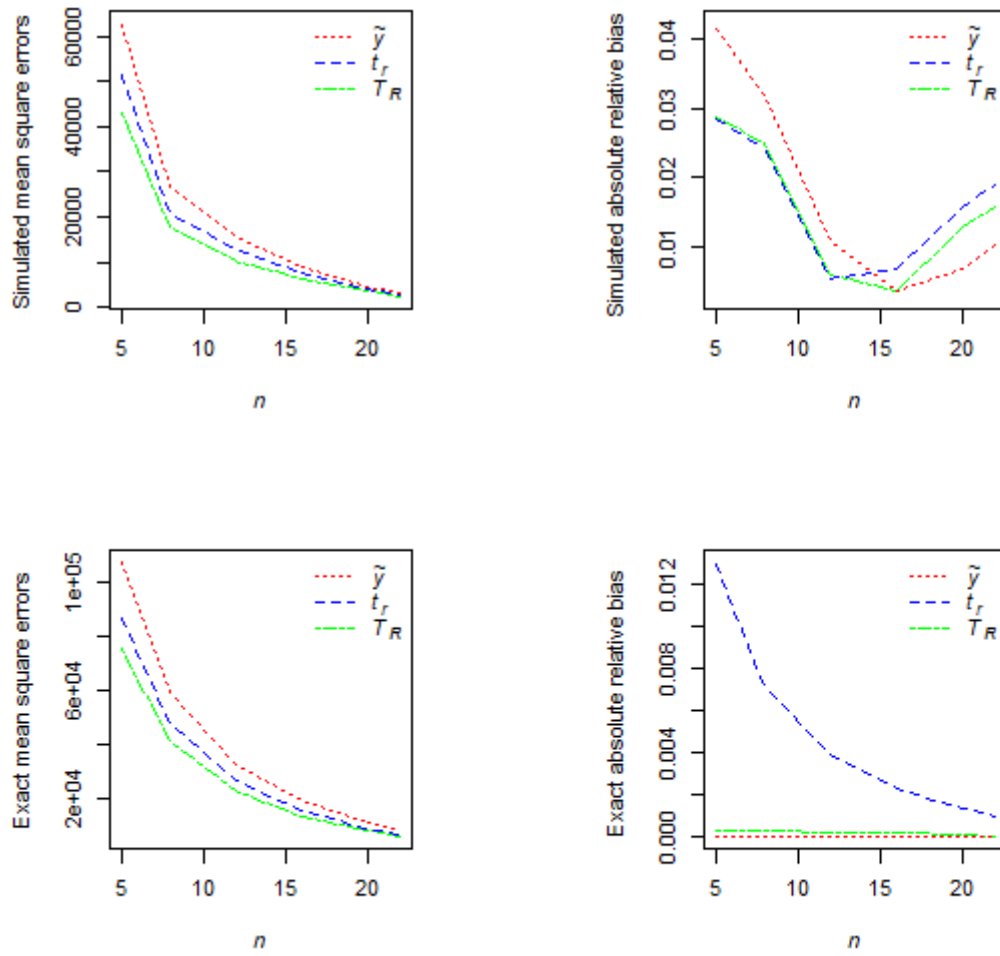 Simulated mean square errors
60000
40000
20000
0
5 10 15 20
n
ỹ
t_r
T_R
Simulated absolute relative bias
0.04
0.03
0.02
0.01
5 10 15 20
n
ỹ
t_r
T_R
Exact mean square errors
1e+05
6e+04
2e+04
5 10 15 20
n
ỹ
t_r
T_R
Exact absolute relative bias
0.012
0.008
0.004
0.000
5 10 15 20
n
ỹ
t_r
T_R